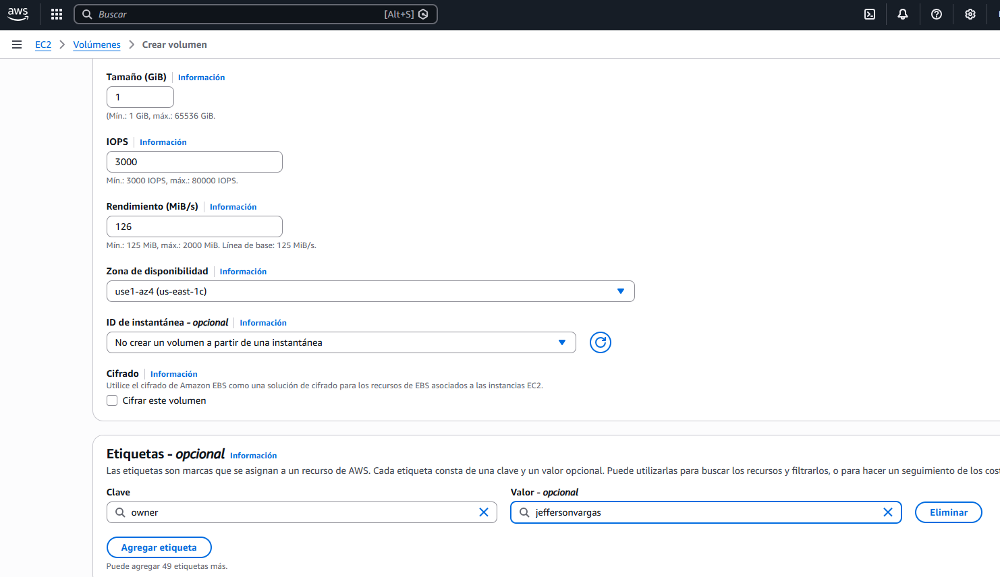 aws
Buscar [Alt+S]
EC2 Volúmenes Crear volumen
Tamaño (GiB) Información
1
(Mín.: 1 GiB, máx.: 65536 GiB.
IOPS Información
3000
Mín.: 3000 IOPS, máx.: 80000 IOPS.
Rendimiento (MiB/s) Información
126
Mín.: 125 MiB, máx.: 2000 MiB. Línea de base: 125 MiB/s.
Zona de disponibilidad Información
use1-az4 (us-east-1c)
ID de instantánea - opcional Información
No crear un volumen a partir de una instantánea
Cifrado Información
Utilice el cifrado de Amazon EBS como una solución de cifrado para los recursos de EBS asociados a las instancias EC2.
Cifrar este volumen
Etiquetas - opcional Información
Las etiquetas son marcas que se asignan a un recurso de AWS. Cada etiqueta consta de una clave y un valor opcional. Puede utilizarlas para buscar los recursos y filtrarlos, o para hacer un seguimiento de los cost
Clave Valor - opcional
owner jeffersonvargas Eliminar
Agregar etiqueta
Puede agregar 49 etiquetas más.